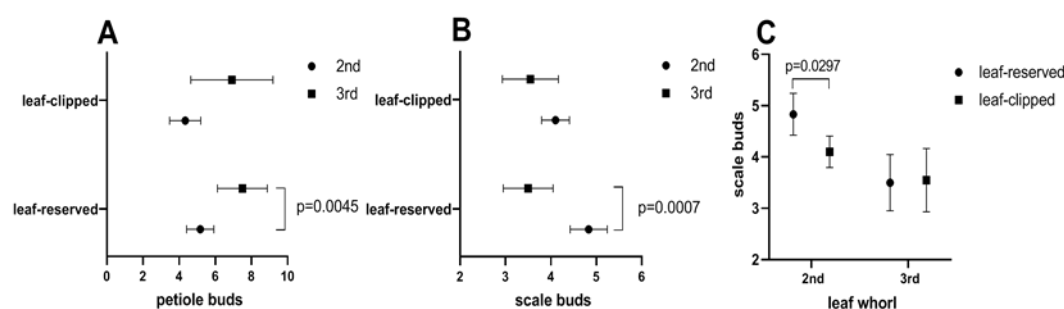 A
2nd
3rd
leaf-clipped
leaf-reserved
p=0.0045
0 2 4 6 8 10
petiole buds
B
2nd
3rd
leaf-clipped
leaf-reserved
p=0.0007
2 3 4 5 6
scale buds
C
leaf-reserved
leaf-clipped
p=0.0297
6
5
4
3
2
scale buds
2nd 3rd
leaf whorl